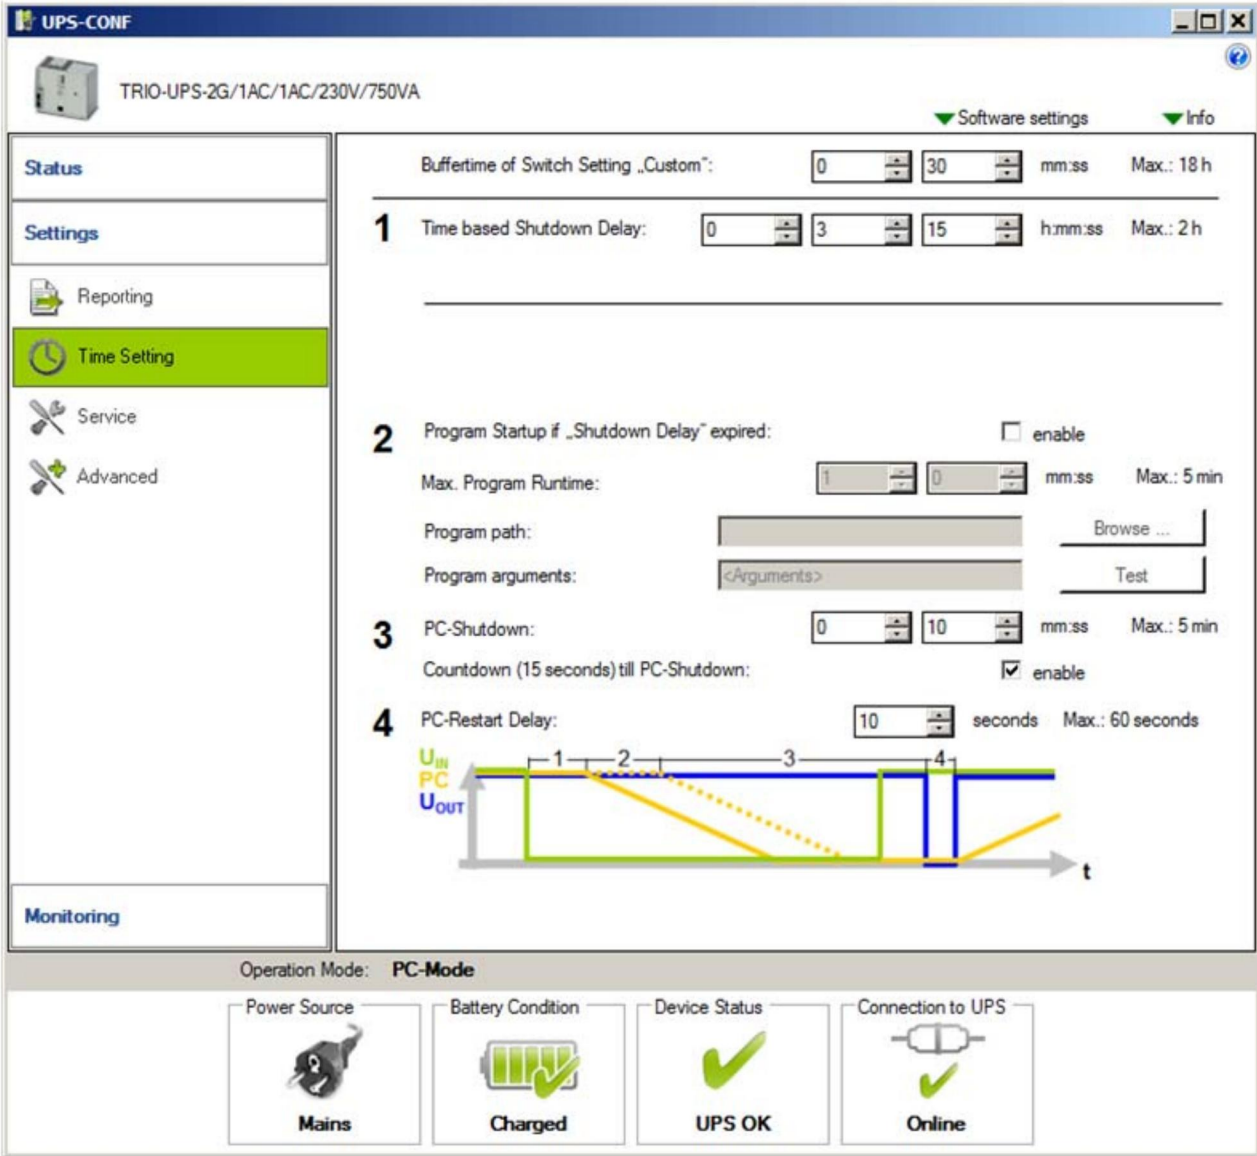 UPS-CONF
TRIO-UPS-2G/1AC/1AC/230V/750VA
Software settings Info
Status
Settings
Reporting
Time Setting
Service
Advanced
Monitoring
Buffertime of Switch Setting „Custom": 0 30 mm:ss Max.: 18 h
1 Time based Shutdown Delay: 0 3 15 h:mm:ss Max.: 2 h
2 Program Startup if „Shutdown Delay" expired: enable
Max. Program Runtime: 1 0 mm:ss Max.: 5 min
Program path: Browse ...
Program arguments: <Arguments> Test
3 PC-Shutdown: 0 10 mm:ss Max.: 5 min
Countdown (15 seconds) till PC-Shutdown: enable
4 PC-Restart Delay: 10 seconds Max.: 60 seconds
UIN 1 2 3 4
PC
UOUT
t
Operation Mode: PC-Mode
Power Source Battery Condition Device Status Connection to UPS
Mains Charged UPS OK Online